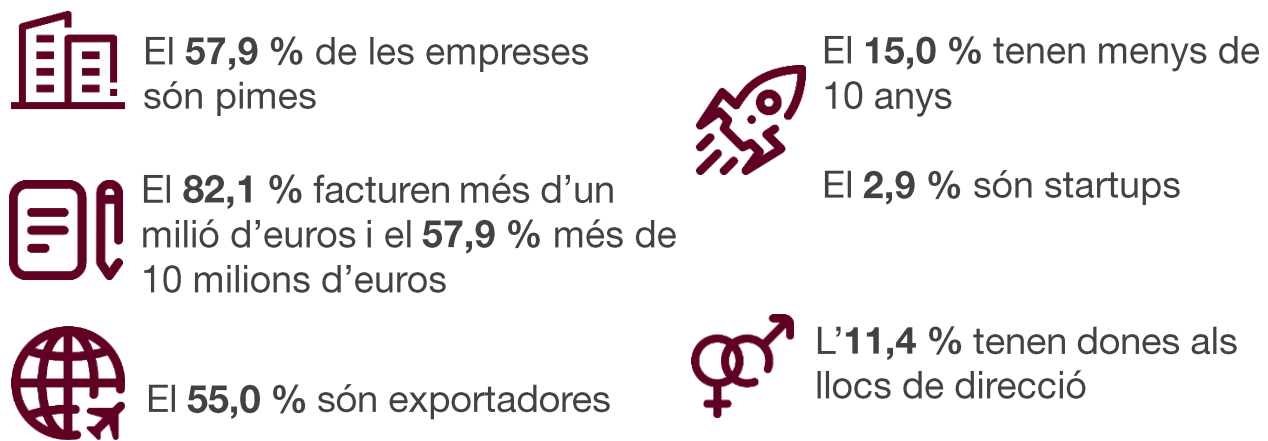 El 57,9 % de les empreses
són pimes
El 82,1 % facturen més d’un
milió d’euros i el 57,9 % més de
10 milions d’euros
El 55,0 % són exportadores
El 15,0 % tenen menys de
10 anys
El 2,9 % són startups
L’11,4 % tenen dones als
llocs de direcció